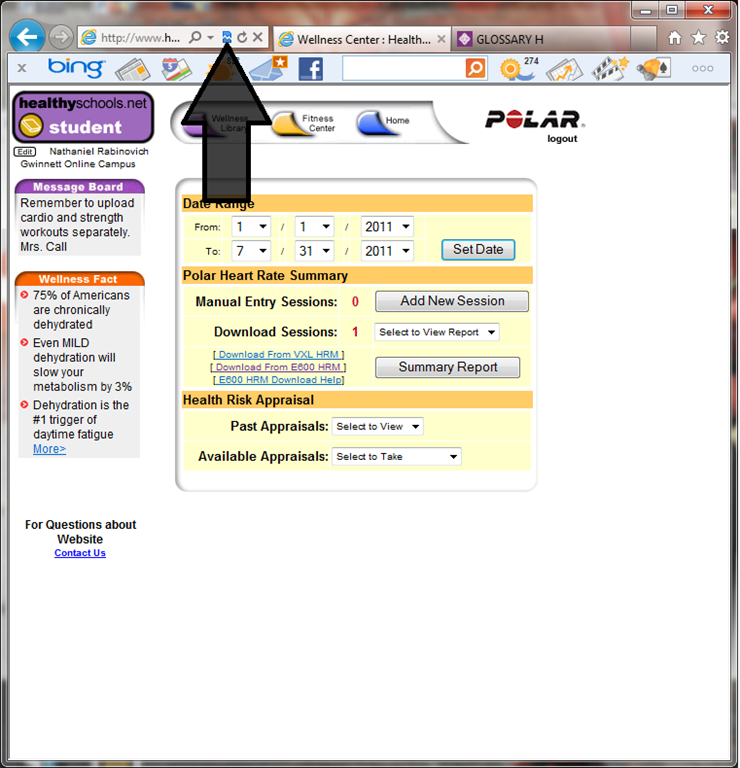 http://www.h...
Wellness Center : Health...
GLOSSARY H
bing
274
healthyschools.net
student
Edit Nathaniel Rabinovich
Gwinnett Online Campus
Wellness
Library
Fitness
Center
Home
POLAR
logout
Message Board
Remember to upload
cardio and strength
workouts separately.
Mrs. Call
Wellness Fact
75% of Americans
are chronically
dehydrated
Even MILD
dehydration will
slow your
metabolism by 3%
Dehydration is the
#1 trigger of
daytime fatigue
More>
For Questions about
Website
Contact Us
Date Range
From: 1 / 1 / 2011
To: 7 / 31 / 2011 Set Date
Polar Heart Rate Summary
Manual Entry Sessions: 0 Add New Session
Download Sessions: 1 Select to View Report
[ Download From VXL HRM ]
[ Download From E600 HRM ]
[ E600 HRM Download Help]
Summary Report
Health Risk Appraisal
Past Appraisals: Select to View
Available Appraisals: Select to Take